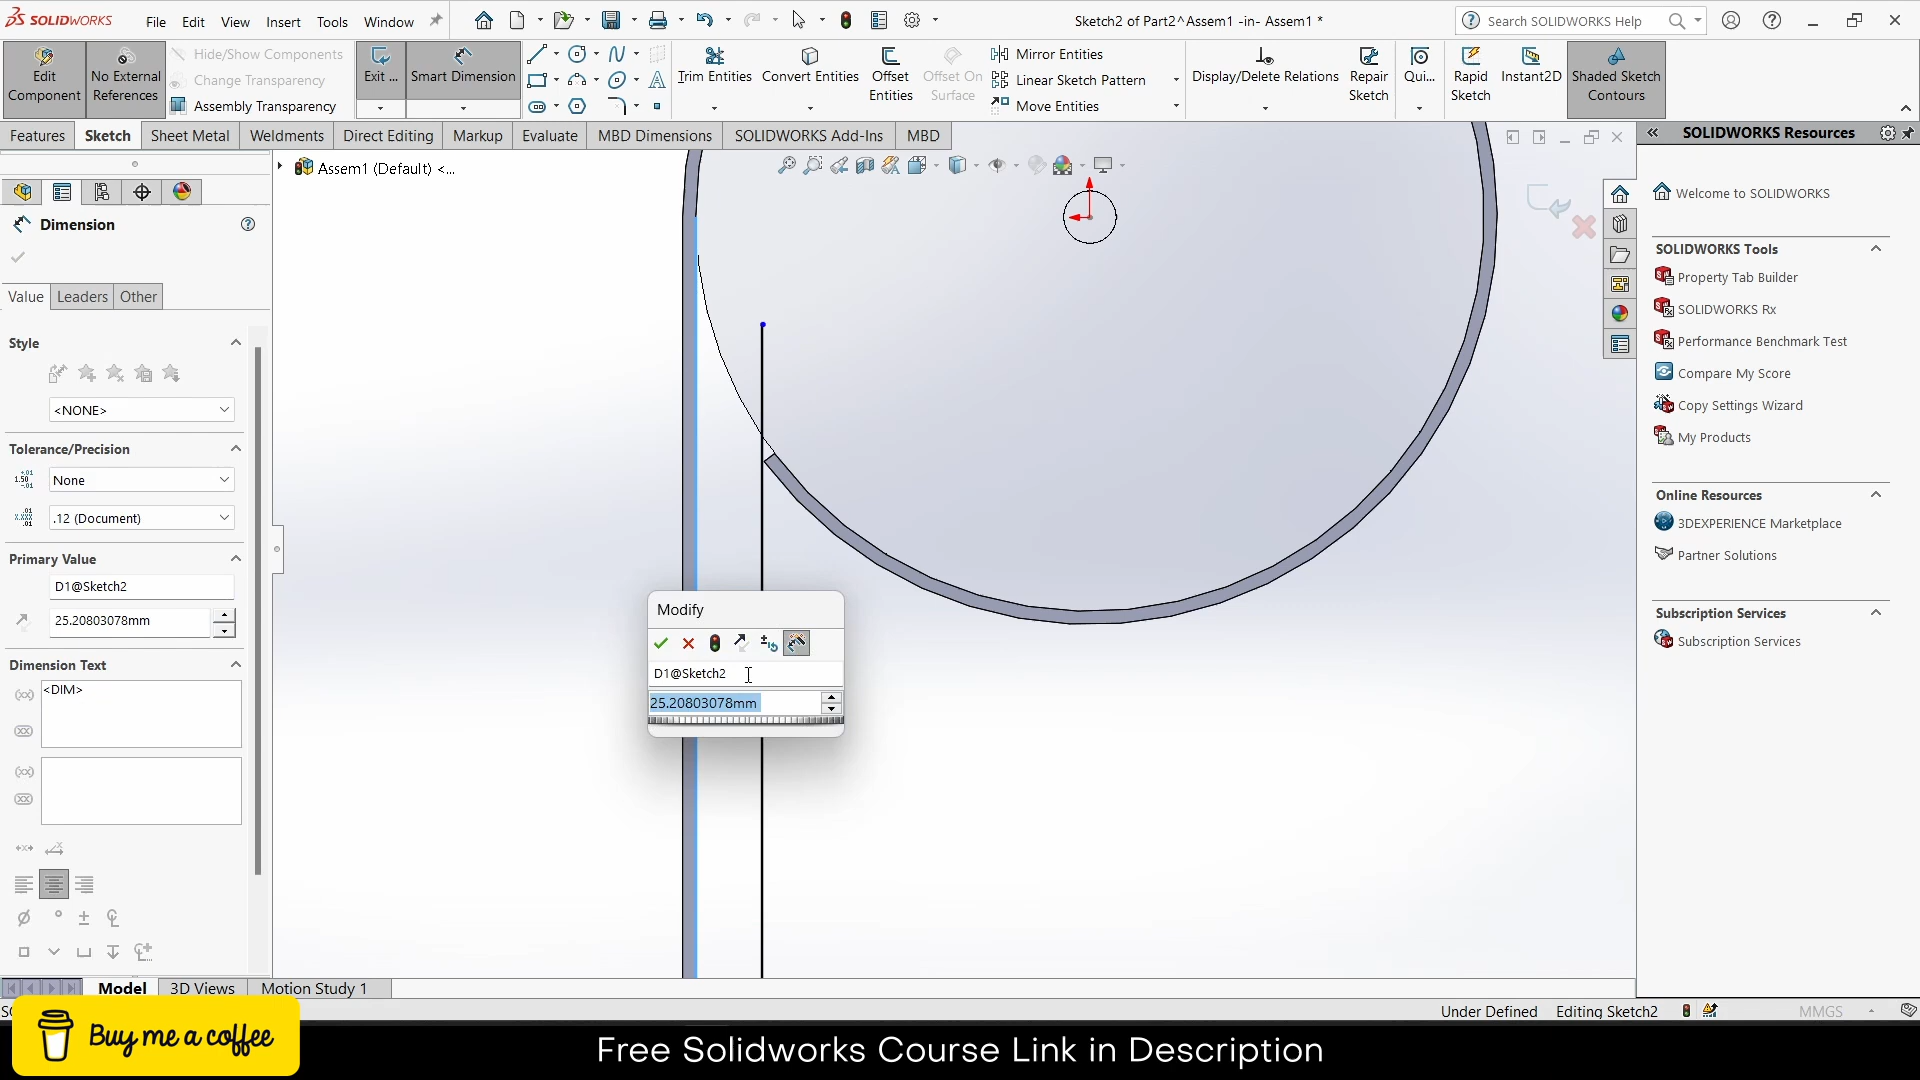 SOLIDWORKS
File
Edit
View
Insert
Tools
Window
Sketch2 of Part2^Assem1 -in- Assem1 *
Search SOLIDWORKS Help
Edit Component
No External References
Hide/Show Components
Change Transparency
Assembly Transparency
Exit ...
Smart Dimension
Trim Entities
Convert Entities
Offset Entities
Offset On Surface
Mirror Entities
Linear Sketch Pattern
Move Entities
Display/Delete Relations
Repair Sketch
Qui...
Rapid Sketch
Instant2D
Shaded Sketch Contours
Features
Sketch
Sheet Metal
Weldments
Direct Editing
Markup
Evaluate
MBD Dimensions
SOLIDWORKS Add-Ins
MBD
SOLIDWORKS Resources
Assem1 (Default) <...
Dimension
Value
Leaders
Other
Style
<NONE>
Tolerance/Precision
None
.12 (Document)
Primary Value
D1@Sketch2
25.20803078mm
Dimension Text
<DIM>
Modify
D1@Sketch2
25.20803078mm
Welcome to SOLIDWORKS
SOLIDWORKS Tools
Property Tab Builder
SOLIDWORKS Rx
Performance Benchmark Test
Compare My Score
Copy Settings Wizard
My Products
Online Resources
3DEXPERIENCE Marketplace
Partner Solutions
Subscription Services
Subscription Services
Model
3D Views
Motion Study 1
Under Defined
Editing Sketch2
MMGS
Buy me a coffee
Free Solidworks Course Link in Description